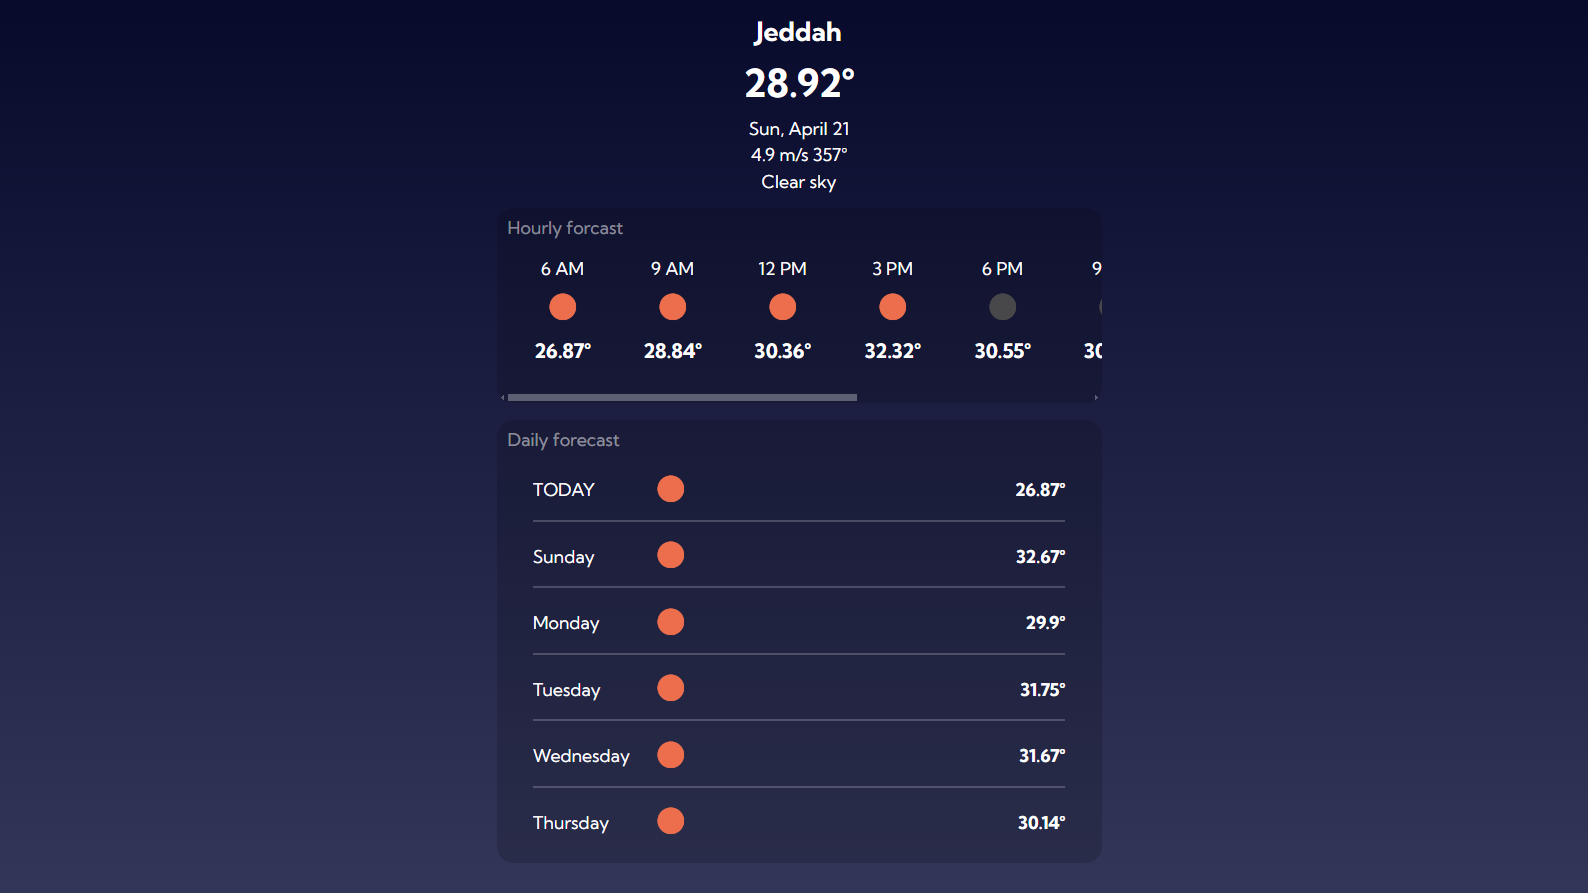 Jeddah
28.92°
Sun, April 21
4.9 m/s 357°
Clear sky
Hourly forcast
6 AM 9 AM 12 PM 3 PM 6 PM 9
26.87° 28.84° 30.36° 32.32° 30.55° 30
Daily forecast
TODAY 26.87°
Sunday 32.67°
Monday 29.9°
Tuesday 31.75°
Wednesday 31.67°
Thursday 30.14°